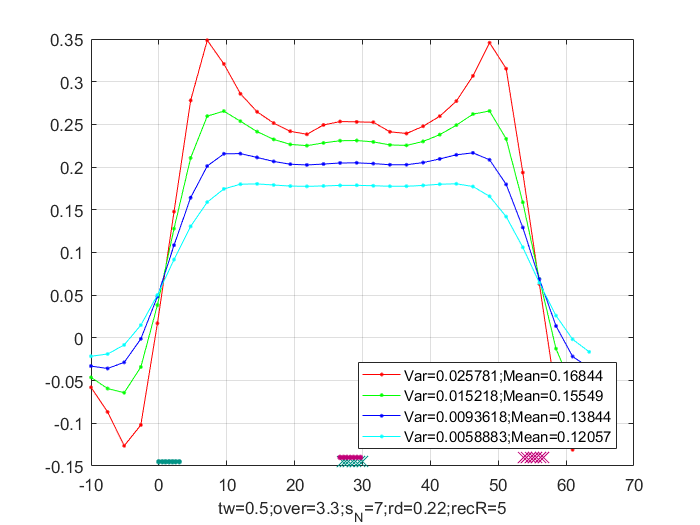 0.35
0.3
0.25
0.2
0.15
0.1
0.05
0
-0.05
-0.1
-0.15
Var=0.025781;Mean=0.16844
Var=0.015218;Mean=0.15549
Var=0.0093618;Mean=0.13844
Var=0.0058883;Mean=0.12057
-10 0 10 20 30 40 50 60 70
tw=0.5;over=3.3;s_N=7;rd=0.22;recR=5